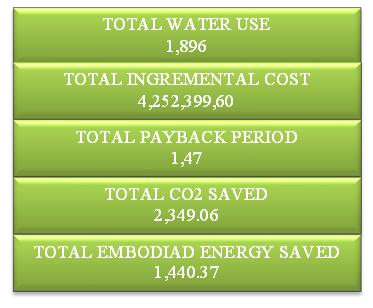 TOTAL WATER USE
1,896
TOTAL INGREMENTAL COST
4,252,399,60
TOTAL PAYBACK PERIOD
1,47
TOTAL CO2 SAVED
2,349.06
TOTAL EMBODIAD ENERGY SAVED
1,440.37